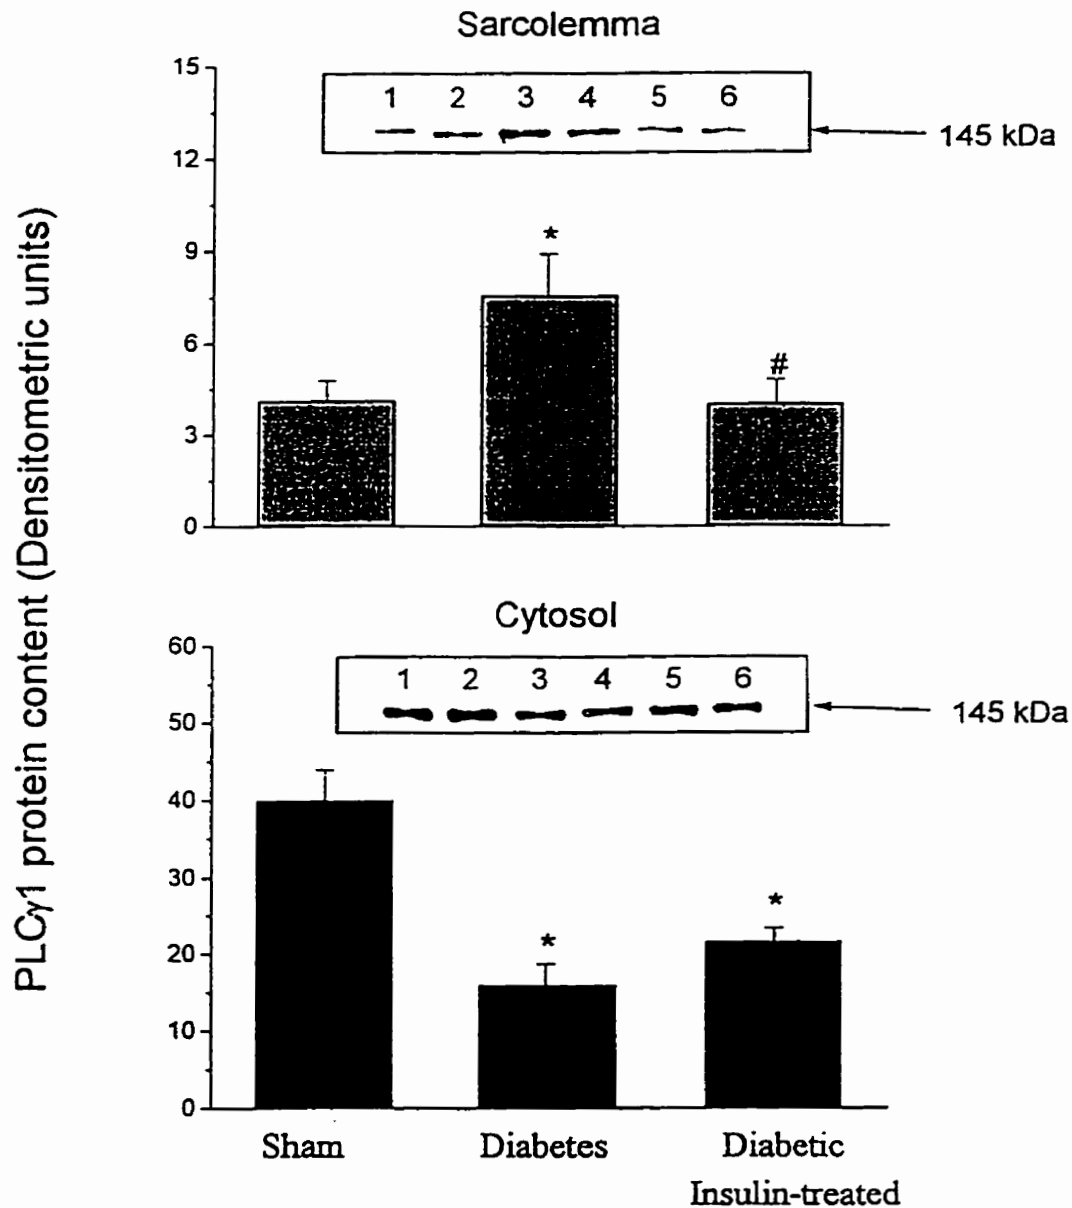 Sarcolemma
15
1 2 3 4 5 6
145 kDa
12
*
9
6
#
3
0
PLCγ1 protein content (Densitometric units)
Cytosol
60
1 2 3 4 5 6
145 kDa
50
40
30
*
*
20
10
0
Sham Diabetes Diabetic
Insulin-treated